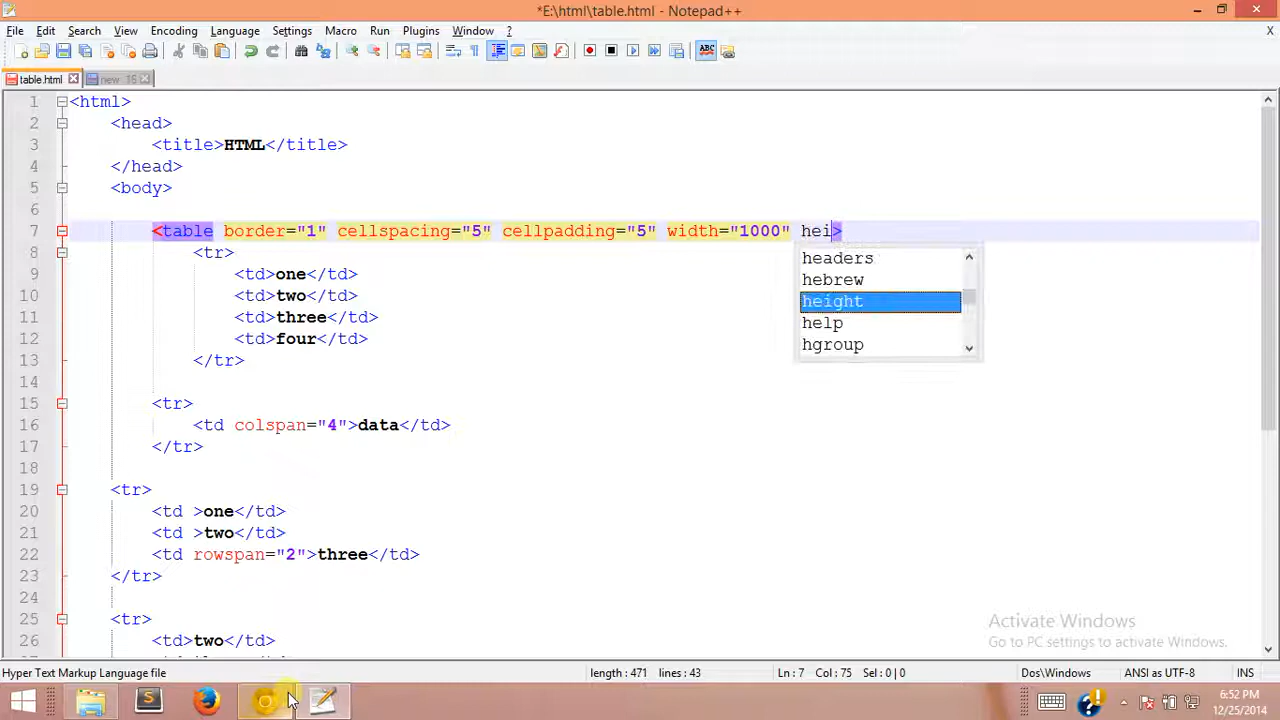 *E:\html\table.html - Notepad++
File Edit Search View Encoding Language Settings Macro Run Plugins Window ? X
table.html new 16
1 <html>
2 <head>
3 <title>HTML</title>
4 </head>
5 <body>
6
7 <table border="1" cellspacing="5" cellpadding="5" width="1000" hei>
8 <tr>
headers
9 <td>one</td>
hebrew
10 <td>two</td>
height
11 <td>three</td>
help
12 <td>four</td>
hgroup
13 </tr>
14
15 <tr>
16 <td colspan="4">data</td>
17 </tr>
18
19 <tr>
20 <td >one</td>
21 <td >two</td>
22 <td rowspan="2">three</td>
23 </tr>
24
25 <tr>
26 <td>two</td>
Activate Windows
Go to PC settings to activate Windows.
Hyper Text Markup Language file length : 471 lines : 43 Ln : 7 Col : 75 Sel : 0 | 0 Dos\Windows ANSI as UTF-8 INS
6:52 PM
12/25/2014